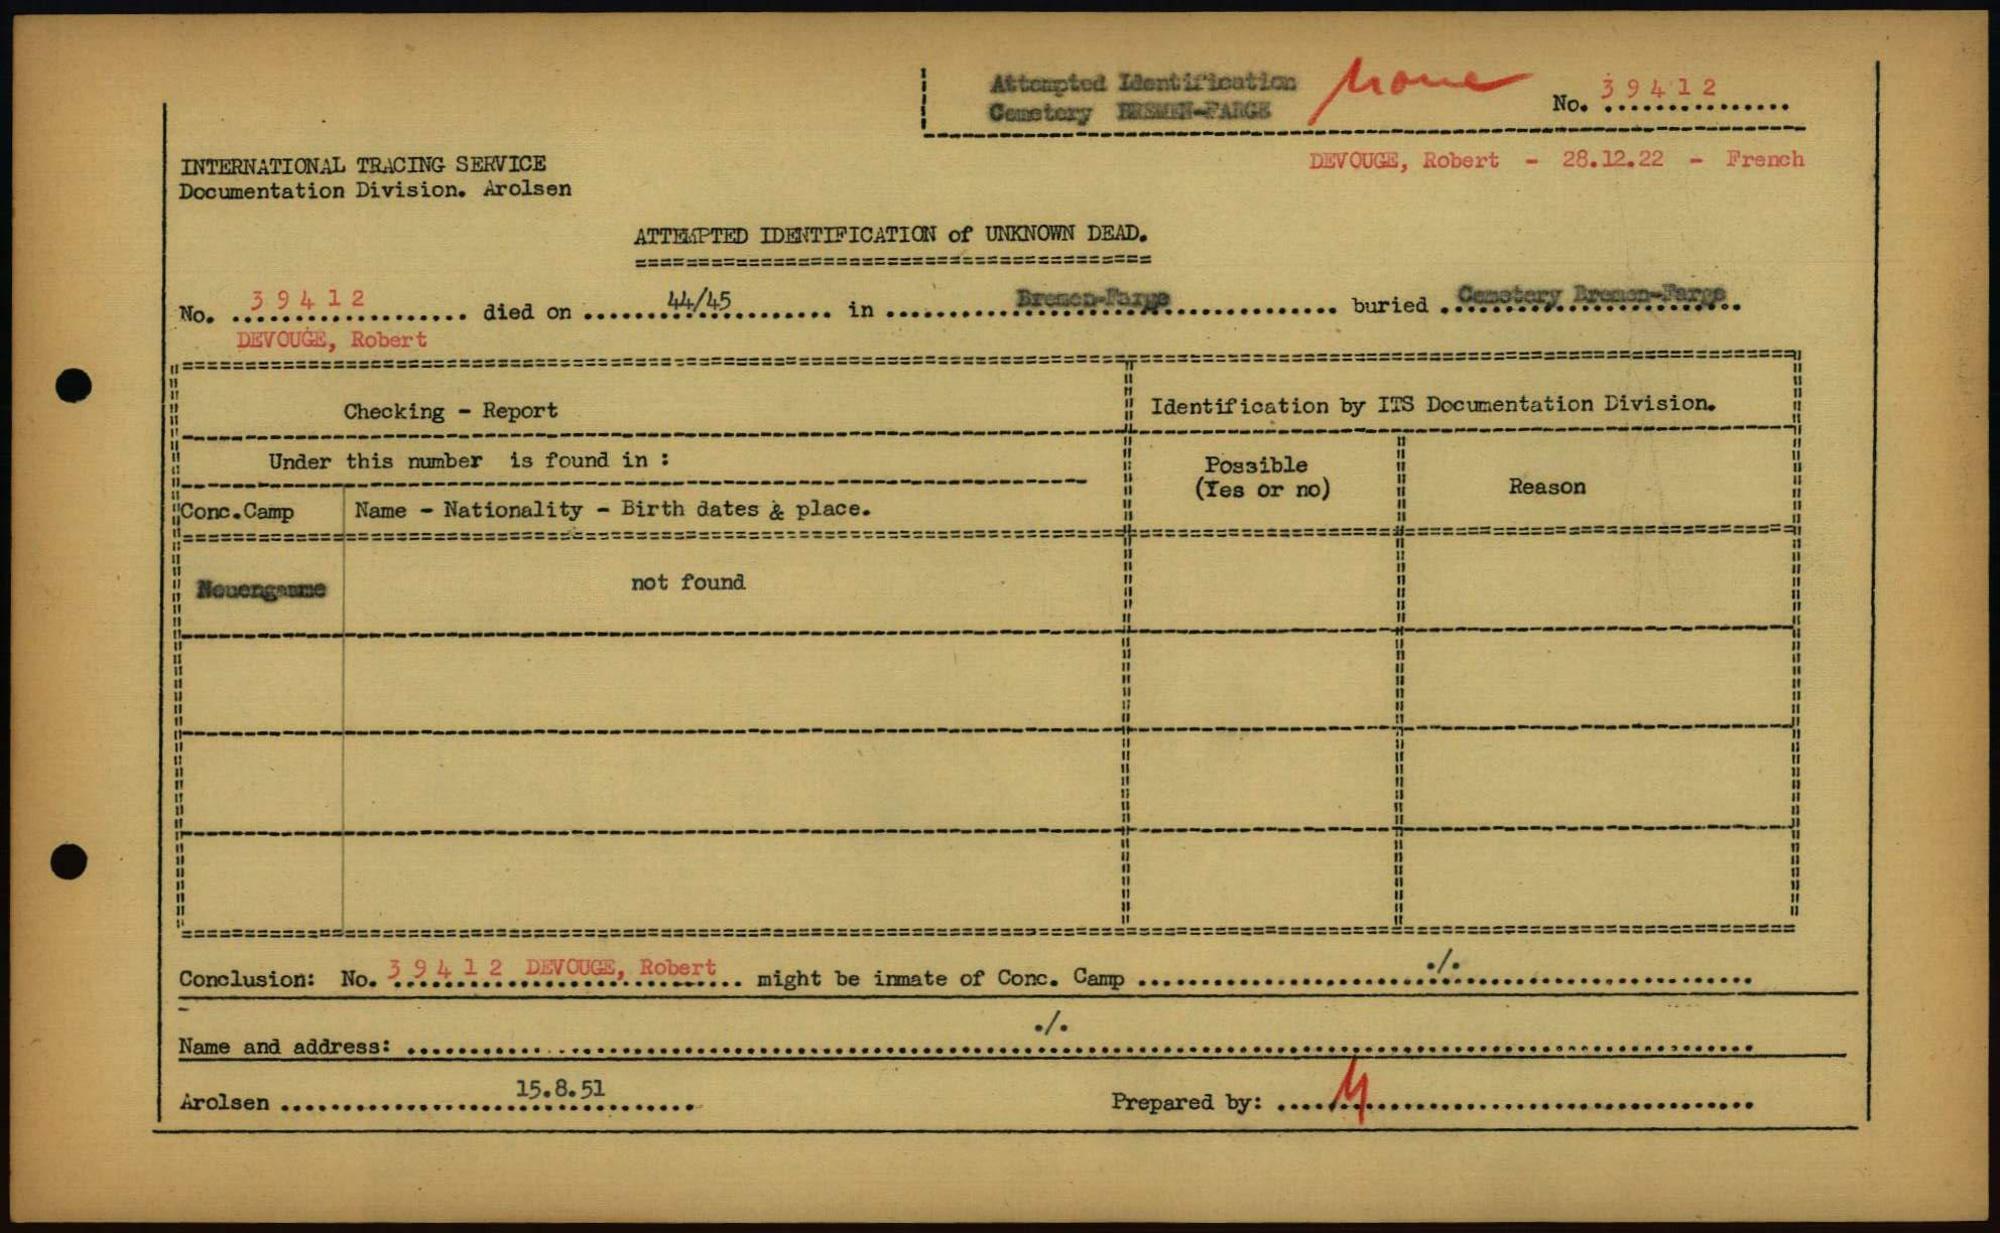 Attempted Identification none
Cemetery BREMEN-FARGE
No. 39412
INTERNATIONAL TRACING SERVICE
Documentation Division. Arolsen
DEVOUGE, Robert - 28.12.22 - French
ATTEMPTED IDENTIFICATION of UNKNOWN DEAD.
No. 39412 died on 44/45 in Bremen-Farge buried Cemetery Bremen-Farge
DEVOUGE, Robert
Checking - Report
Identification by ITS Documentation Division.
Under this number is found in :
Possible
(Yes or no)
Reason
Conc.Camp Name - Nationality - Birth dates & place.
Neuengamme not found
Conclusion: No. 39412 DEVOUGE, Robert might be inmate of Conc. Camp ./.
Name and address: ./.
Arolsen 15.8.51 Prepared by: